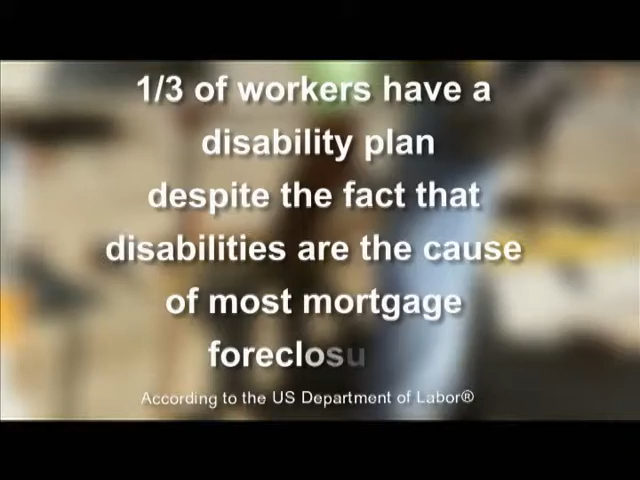 1/3 of workers have a
disability plan
despite the fact that
disabilities are the cause
of most mortgage
foreclosu
According to the US Department of Labor®